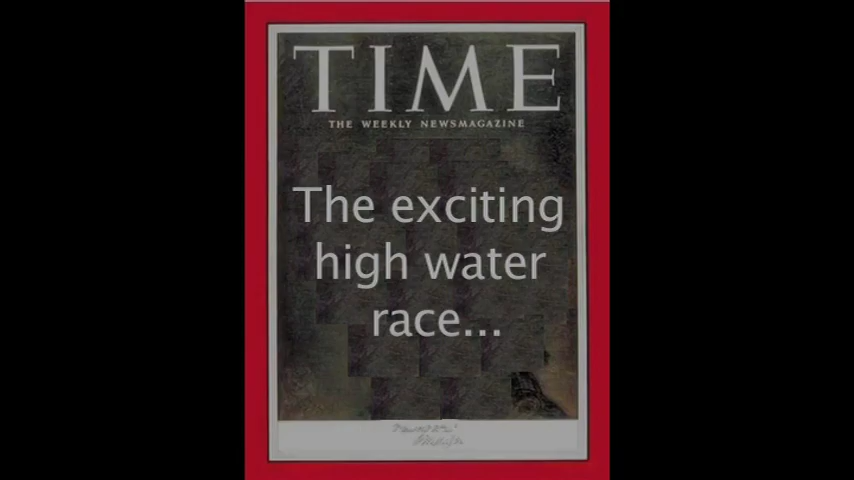 TIME
THE WEEKLY NEWSMAGAZINE
The exciting
high water
race...